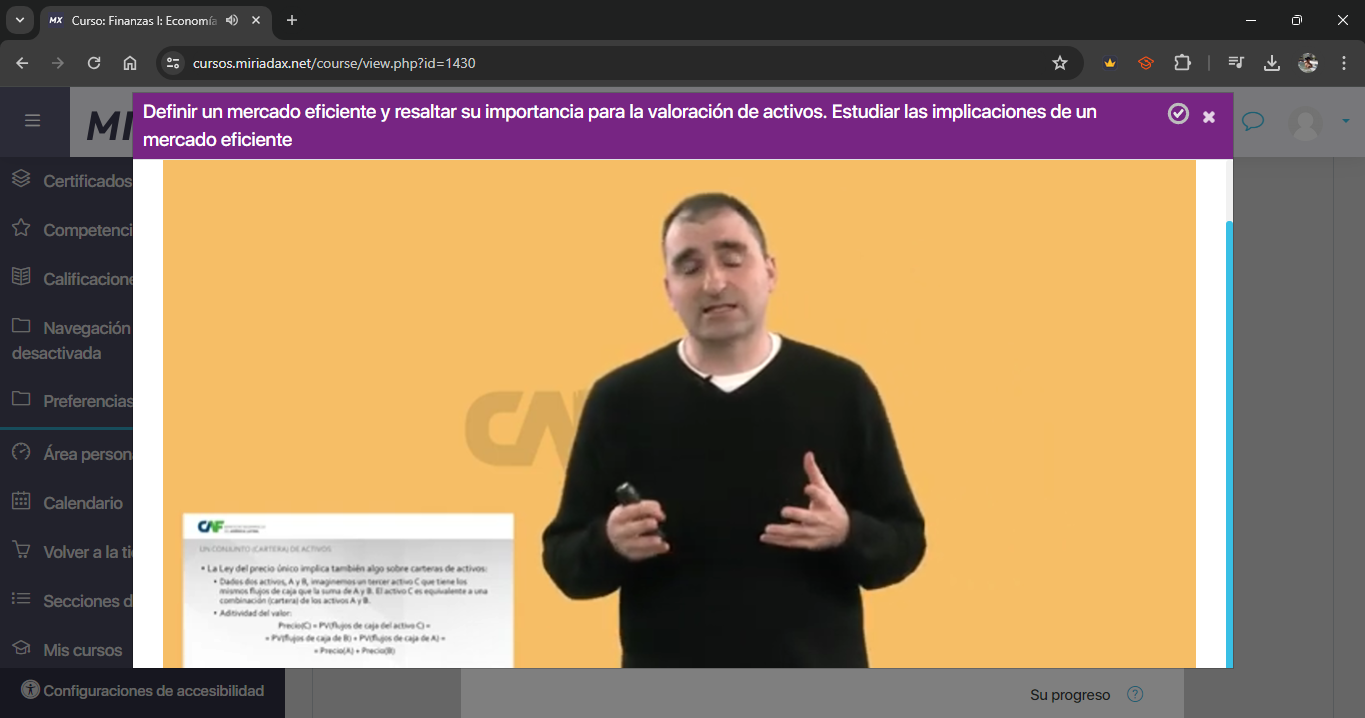 Curso: Finanzas I: Economía
cursos.miriadax.net/course/view.php?id=1430
Definir un mercado eficiente y resaltar su importancia para la valoración de activos. Estudiar las implicaciones de un
mercado eficiente
MI
Certificados
Competenci
Calificacione
Navegación
desactivada
Preferencias
Área person
Calendario
Volver a la ti
Secciones d
Mis cursos
Configuraciones de accesibilidad
CAF
CAF
UN CONJUNTO (CARTERA) DE ACTIVOS
• La Ley del precio único implica también algo sobre carteras de activos:
• Dados dos activos, A y B, imaginemos un tercer activo C que tiene los
mismos flujos de caja que la suma de A y B. El activo C es equivalente a una
combinación (cartera) de los activos A y B.
• Aditividad del valor:
Precio(C) = PV(flujos de caja del activo C) =
= PV(flujos de caja de B) + PV(flujos de caja de A) =
= Precio(A) + Precio(B)
Su progreso